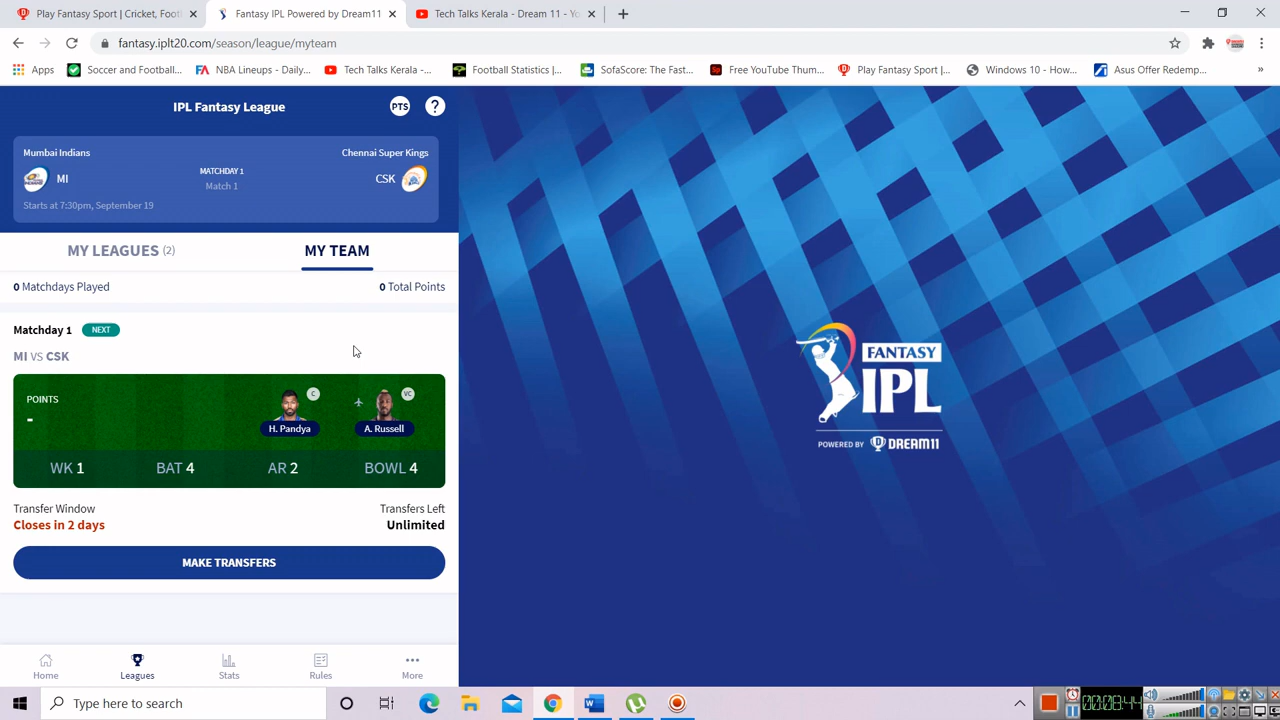 Play Fantasy Sport | Cricket, Footl
Fantasy IPL Powered by Dream11
Tech Talks Kerala - Dream 11 - Yo
fantasy.iplt20.com/season/league/myteam
Apps
Soccer and Football...
FA NBA Lineups - Daily...
Tech Talks Kerala -...
Football Statistics |...
SofaScore: The Fast...
Sp Free YouTube Thum...
Play Fantasy Sport |...
Windows 10 - How...
Asus Offer Redemp...
»
IPL Fantasy League
PTS
?
Mumbai Indians
Chennai Super Kings
MI
MATCHDAY 1
CSK
Match 1
Starts at 7:30pm, September 19
MY LEAGUES (2)
MY TEAM
0 Matchdays Played
0 Total Points
Matchday 1 NEXT
MI VS CSK
POINTS
-
C
VC
H. Pandya
A. Russell
WK 1
BAT 4
AR 2
BOWL 4
Transfer Window
Transfers Left
Closes in 2 days
Unlimited
MAKE TRANSFERS
Home
Leagues
Stats
Rules
More
FANTASY
IPL
POWERED BY DREAM11
Type here to search